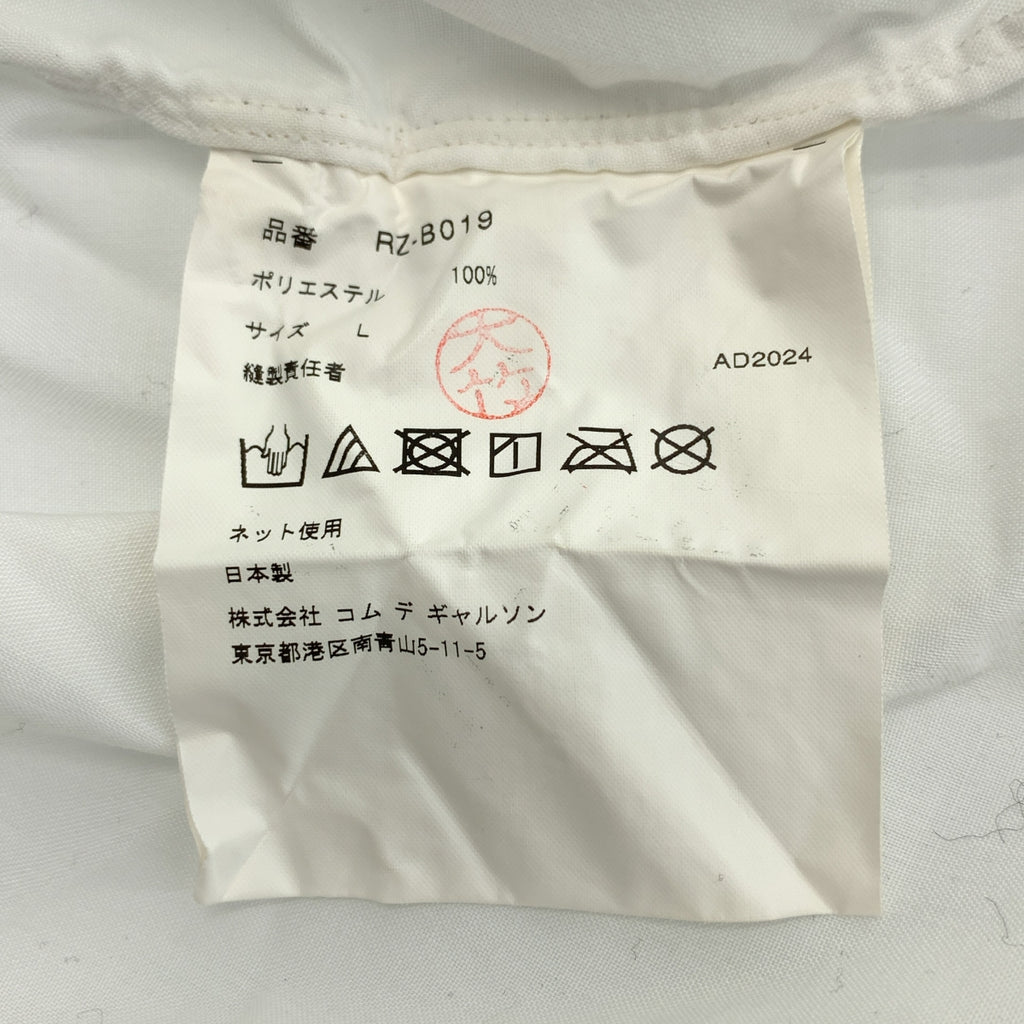 品番 RZ-B019
ポリエステル 100%
サイズ L
縫製責任者 大竹
AD2024
ネット使用
日本製
株式会社 コム デ ギャルソン
東京都港区南青山5-11-5